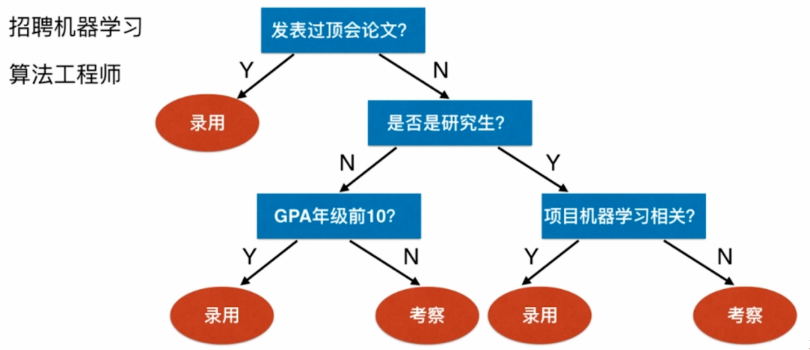 招聘机器学习
算法工程师
发表过顶会论文？
Y
N
录用
是否是研究生？
N
Y
GPA年级前10？
项目机器学习相关？
Y
N
Y
N
录用
考察
录用
考察